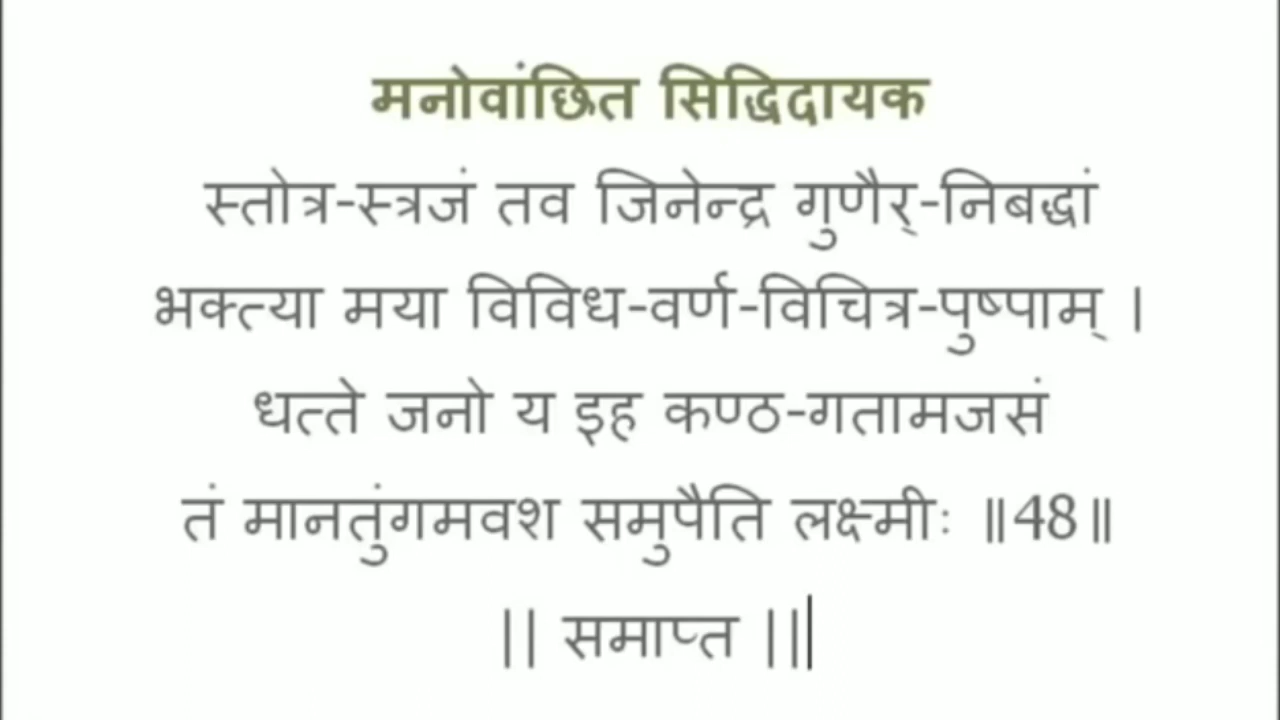 मनोवांछित सिद्धिदायक
स्तोत्र-स्त्रजं तव जिनेन्द्र गुणैर्-निबद्धां
भक्त्या मया विविध-वर्ण-विचित्र-पुष्पाम् ।
धत्ते जनो य इह कण्ठ-गतामजसं
तं मानतुंगमवश समुपैति लक्ष्मीः ॥48॥
|| समाप्त ||